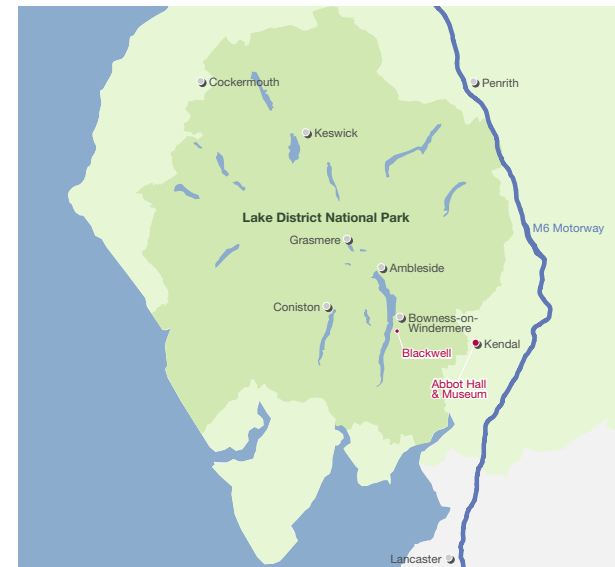 Cockermouth
Penrith
Keswick
Lake District National Park
M6 Motorway
Grasmere
Ambleside
Coniston
Bowness-on-
Windermere
Blackwell
Kendal
Abbot Hall
& Museum
Lancaster